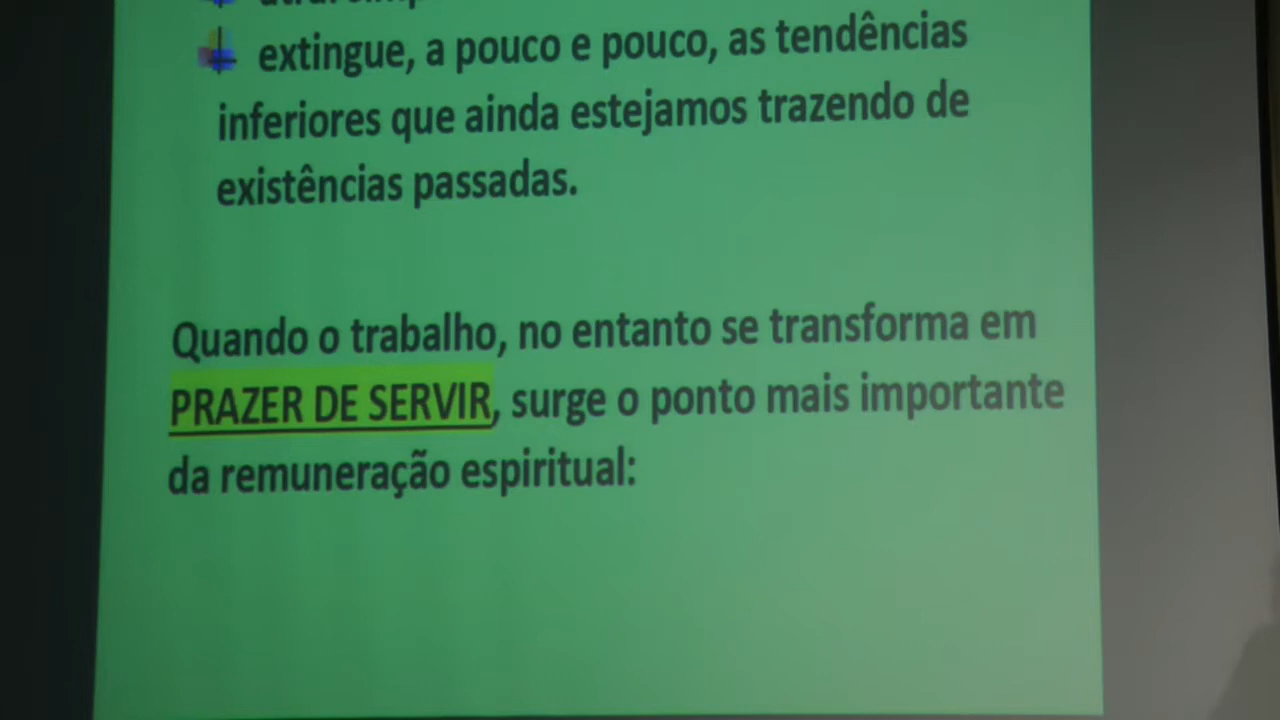 extingue, a pouco e pouco, as tendências
inferiores que ainda estejamos trazendo de
existências passadas.
Quando o trabalho, no entanto se transforma em
PRAZER DE SERVIR, surge o ponto mais importante
da remuneração espiritual: